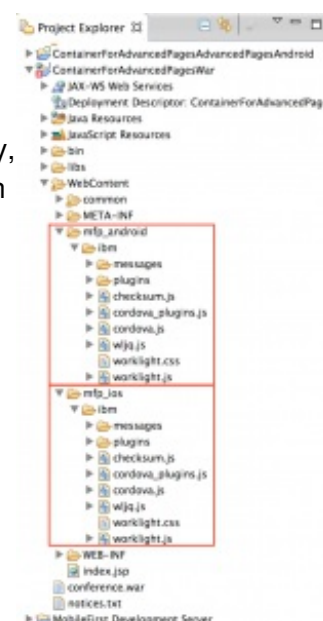 Project Explorer
ContainerForAdvancedPagesAdvancedPagesAndroid
ContainerForAdvancedPagesWar
JAX-WS Web Services
Deployment Descriptor: ContainerForAdvancedPag
Java Resources
JavaScript Resources
bin
libs
WebContent
common
META-INF
mfp_android
ibm
messages
plugins
checksum.js
cordova_plugins.js
cordova.js
wljq.js
worklight.css
worklight.js
mfp_ios
ibm
messages
plugins
checksum.js
cordova_plugins.js
cordova.js
wljq.js
worklight.css
worklight.js
WEB-INF
index.jsp
conference.war
notices.txt
MobileFirst Development Server